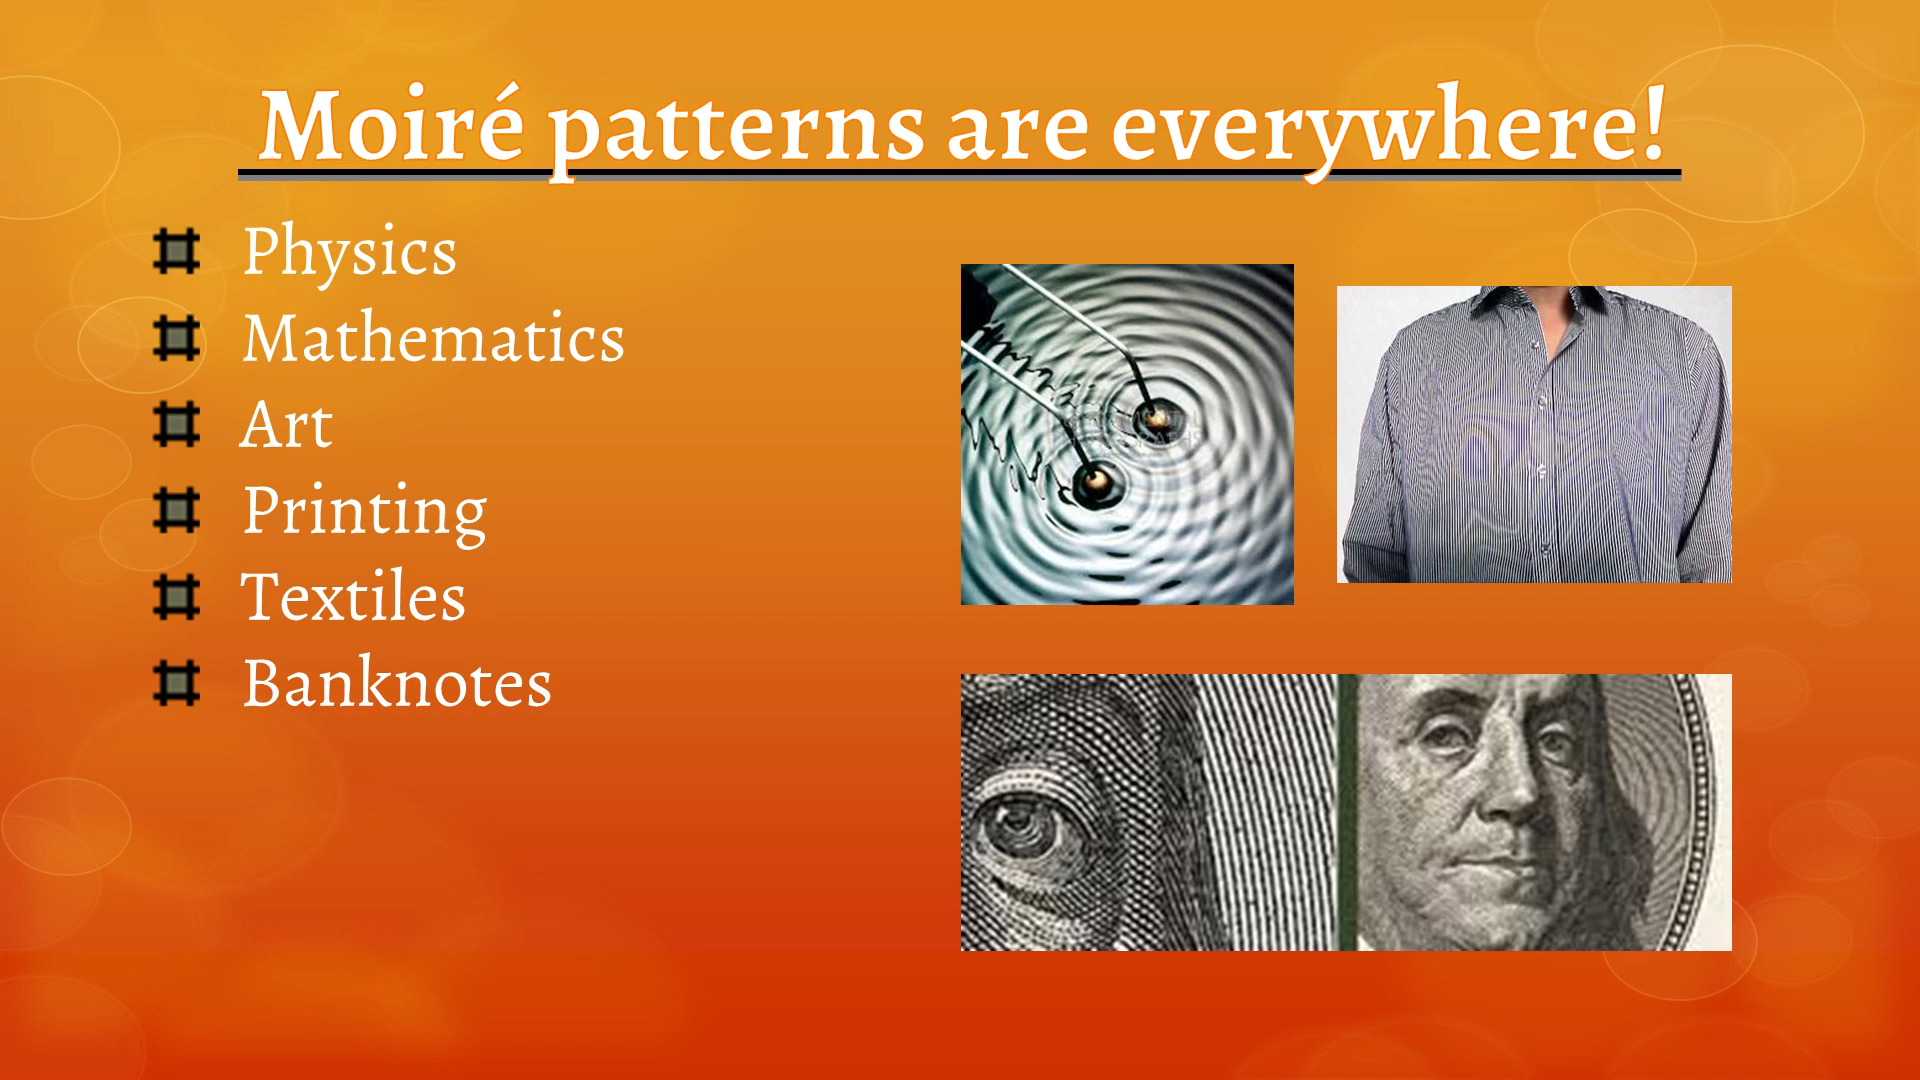 Moiré patterns are everywhere!
Physics
Mathematics
Art
Printing
Textiles
Banknotes